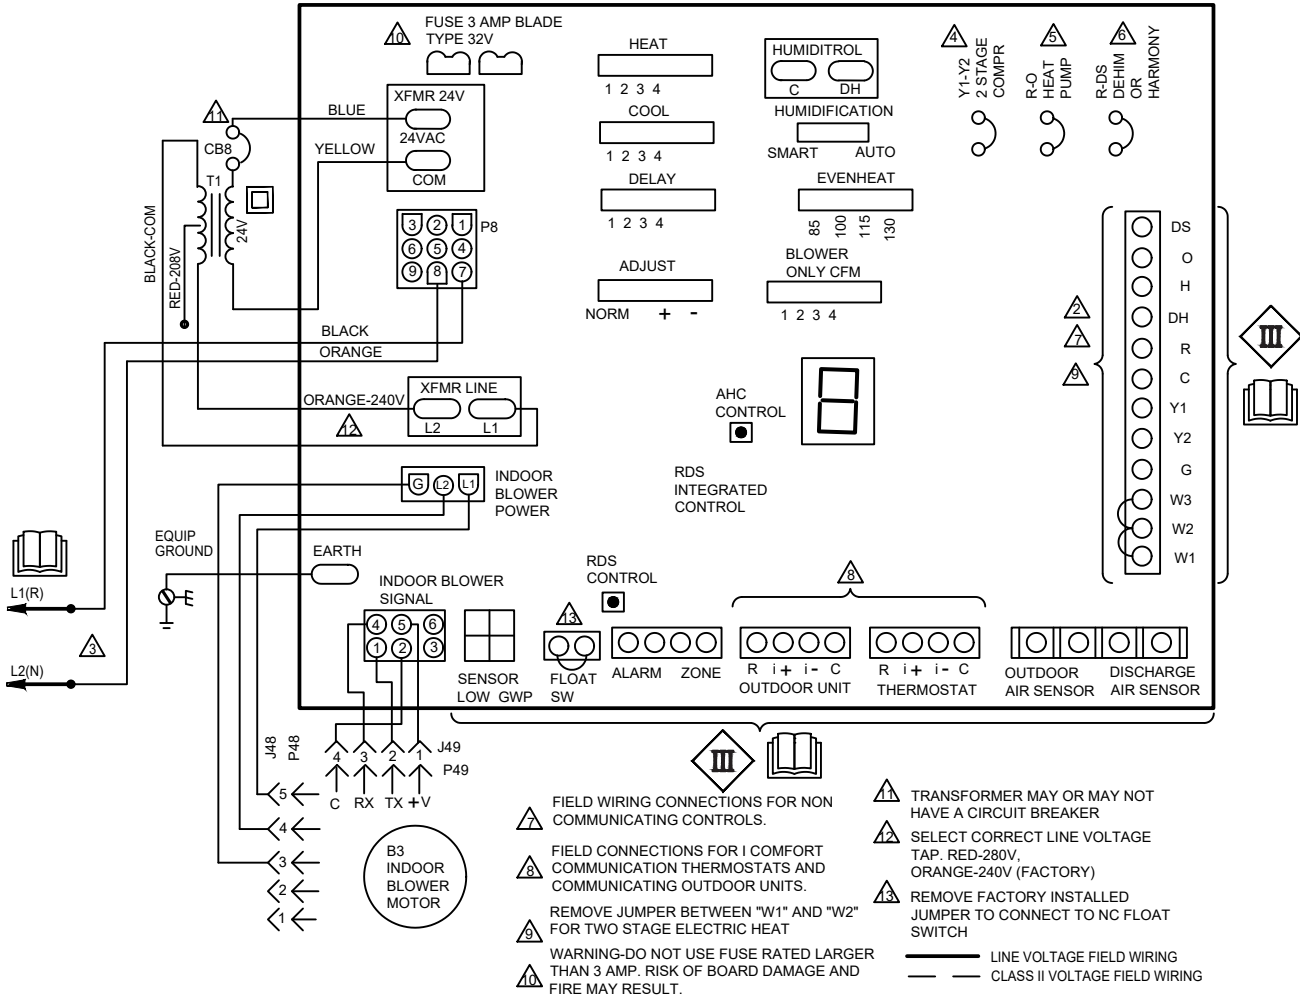 FUSE 3 AMP BLADE
TYPE 32V
10
HEAT
1 2 3 4
COOL
1 2 3 4
DELAY
1 2 3 4
ADJUST
NORM + -
HUMIDITROL
C DH
HUMIDIFICATION
SMART AUTO
EVENHEAT
85 100 115 130
BLOWER
ONLY CFM
1 2 3 4
4
Y1-Y2
2 STAGE
COMPR
5
R-O
HEAT
PUMP
6
R-DS
DEHIM
OR
HARMONY
XFMR 24V
24VAC
COM
BLUE
YELLOW
11
CB8
T1
24V
BLACK-COM
RED-208V
3 2 1
6 5 4
9 8 7
P8
BLACK
ORANGE
ORANGE-240V
12
XFMR LINE
L2 L1
AHC
CONTROL
RDS
INTEGRATED
CONTROL
2
7
9
DS
O
H
DH
R
C
Y1
Y2
G
W3
W2
W1
III
G L2 L1
INDOOR
BLOWER
POWER
EQUIP
GROUND
EARTH
L1(R)
3
L2(N)
INDOOR BLOWER
SIGNAL
4 5 6
1 2 3
SENSOR
LOW GWP
RDS
CONTROL
13
FLOAT
SW
ALARM ZONE
8
R i+ i- C
OUTDOOR UNIT
R i+ i- C
THERMOSTAT
OUTDOOR
AIR SENSOR
DISCHARGE
AIR SENSOR
III
J48
P48
4 3 2 1
J49
P49
C RX TX +V
5
4
3
2
1
B3
INDOOR
BLOWER
MOTOR
7
FIELD WIRING CONNECTIONS FOR NON
COMMUNICATING CONTROLS.
8
FIELD CONNECTIONS FOR I COMFORT
COMMUNICATION THERMOSTATS AND
COMMUNICATING OUTDOOR UNITS.
9
REMOVE JUMPER BETWEEN "W1" AND "W2"
FOR TWO STAGE ELECTRIC HEAT
10
WARNING-DO NOT USE FUSE RATED LARGER
THAN 3 AMP. RISK OF BOARD DAMAGE AND
FIRE MAY RESULT.
11
TRANSFORMER MAY OR MAY NOT
HAVE A CIRCUIT BREAKER
12
SELECT CORRECT LINE VOLTAGE
TAP. RED-280V,
ORANGE-240V (FACTORY)
13
REMOVE FACTORY INSTALLED
JUMPER TO CONNECT TO NC FLOAT
SWITCH
LINE VOLTAGE FIELD WIRING
CLASS II VOLTAGE FIELD WIRING